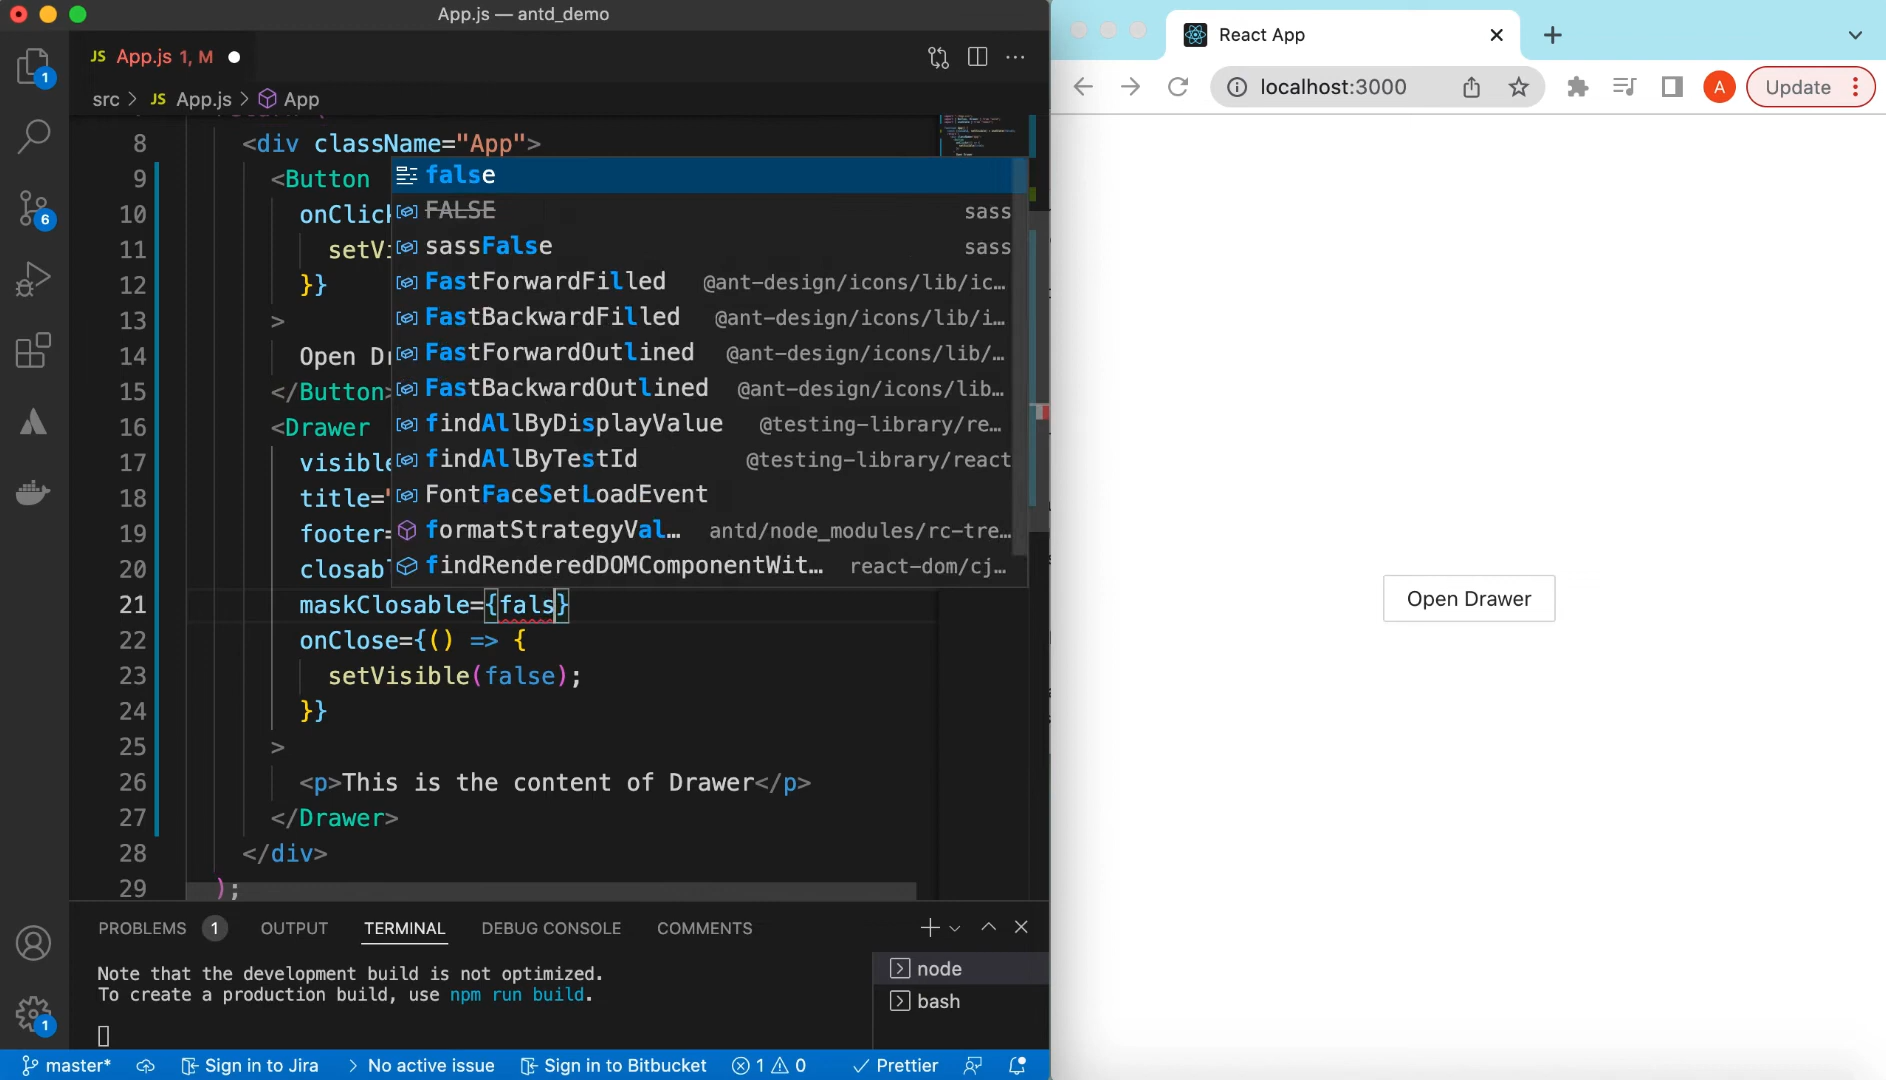 App.js — antd_demo
JS App.js 1, M
src > JS App.js > App
8 <div className="App">
9 <Button
10 onClick
11 setVi
12 }}
13 >
14 Open Dr
15 </Button>
16 <Drawer
17 visible
18 title="
19 footer=
20 closabl
21 maskClosable={fals}
22 onClose={() => {
23 setVisible(false);
24 }}
25 >
26 <p>This is the content of Drawer</p>
27 </Drawer>
28 </div>
29 );
false
FALSE sass
sassFalse sass
FastForwardFilled @ant-design/icons/lib/ic…
FastBackwardFilled @ant-design/icons/lib/i…
FastForwardOutlined @ant-design/icons/lib/…
FastBackwardOutlined @ant-design/icons/lib…
findAllByDisplayValue @testing-library/re…
findAllByTestId @testing-library/react
FontFaceSetLoadEvent
formatStrategyVal… antd/node_modules/rc-tre…
findRenderedDOMComponentWit… react-dom/cj…
1
6
1
PROBLEMS 1 OUTPUT TERMINAL DEBUG CONSOLE COMMENTS
Note that the development build is not optimized.
To create a production build, use npm run build.
node
bash
master* Sign in to Jira > No active issue Sign in to Bitbucket 1 0 Prettier
React App
localhost:3000 A Update
Open Drawer